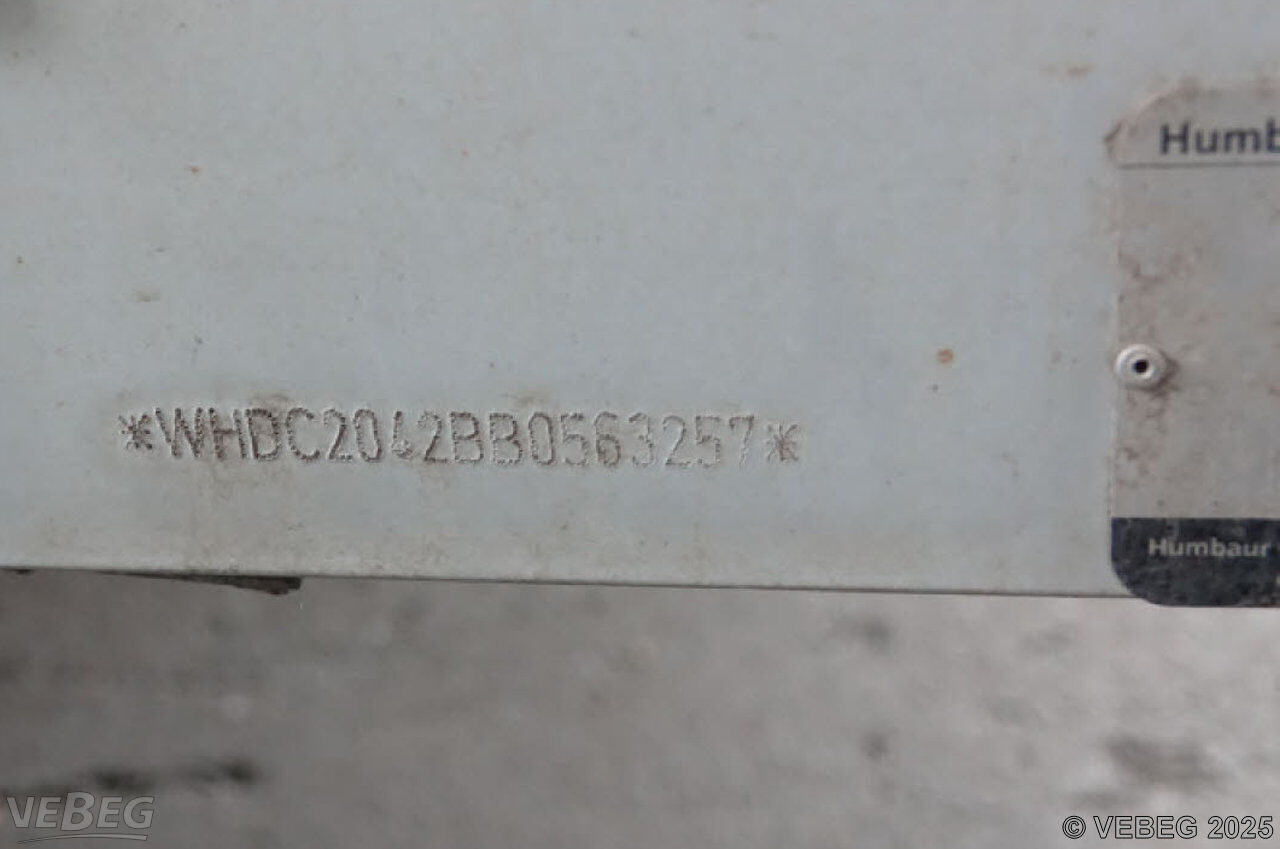 Humb
*WHDC2042BB0563257*
Humbaur
VEBEG
© VEBEG 2025